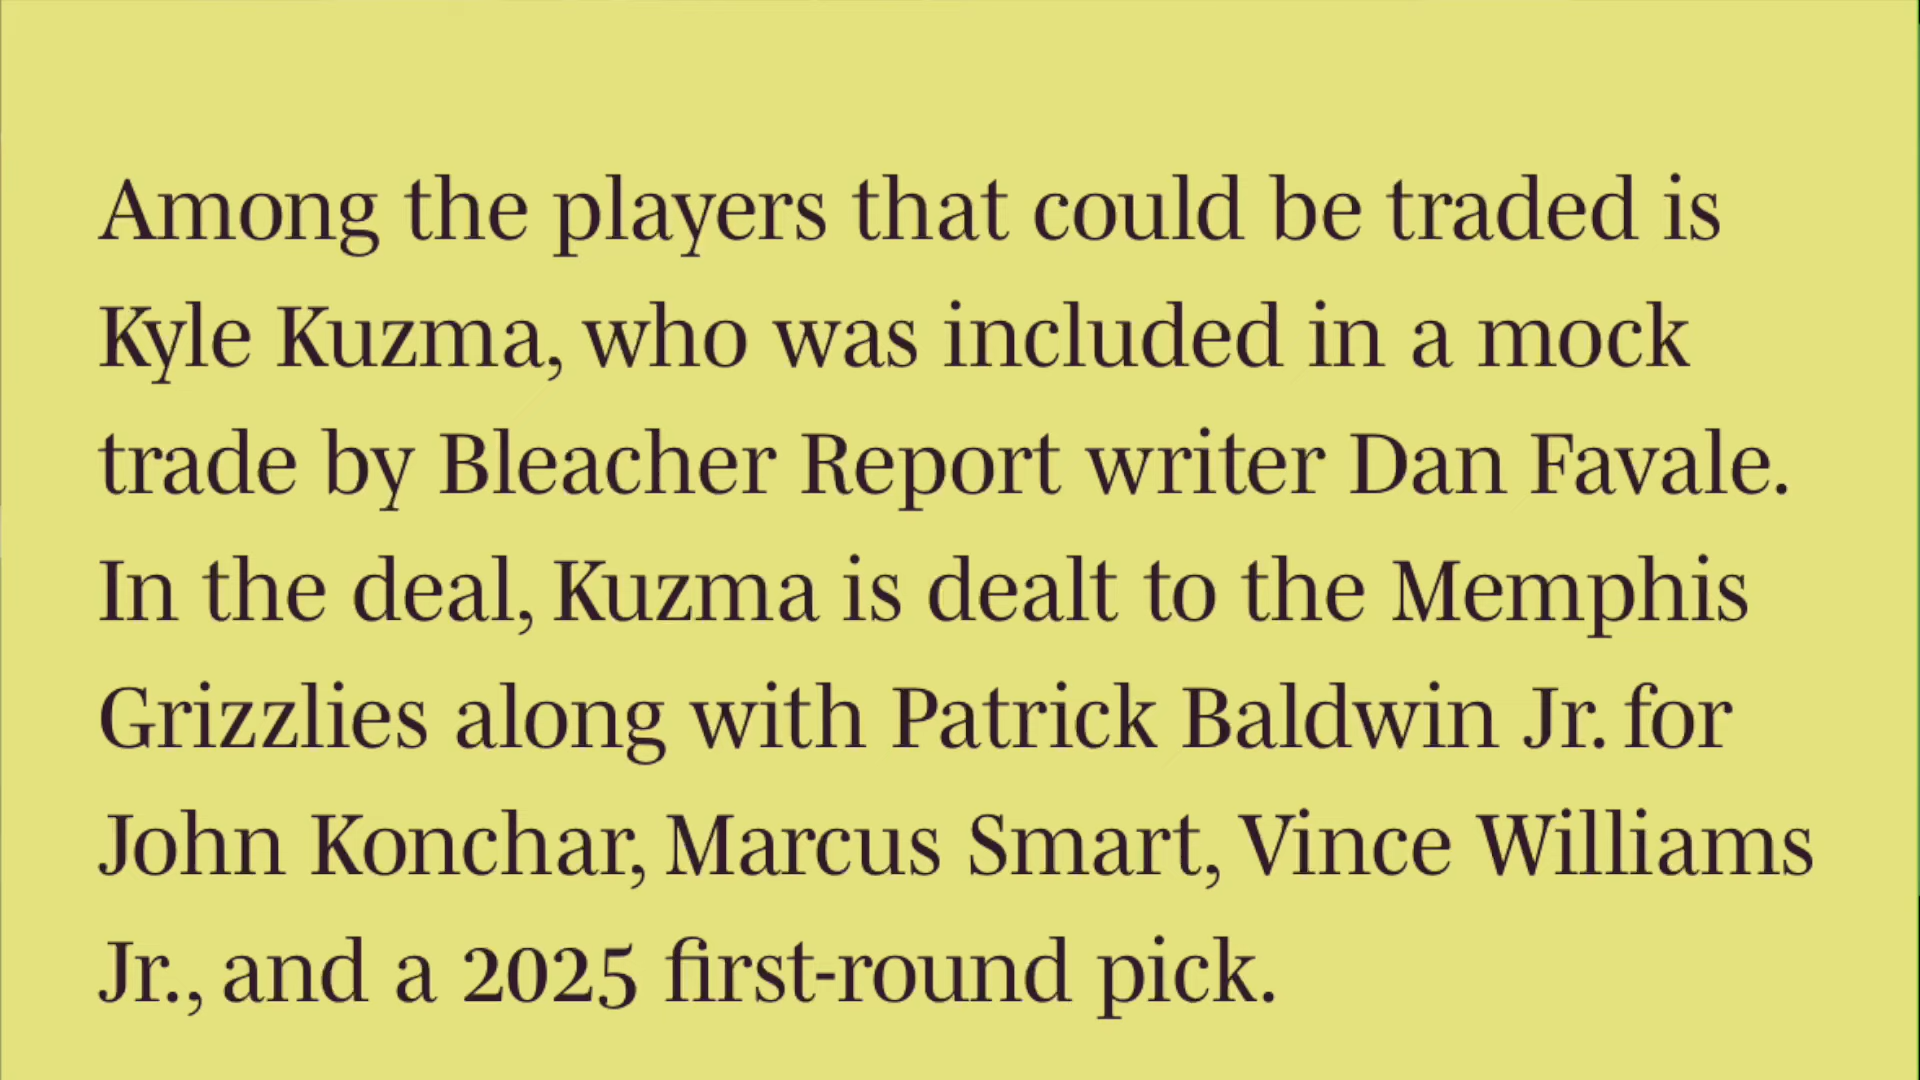 Among the players that could be traded is
Kyle Kuzma, who was included in a mock
trade by Bleacher Report writer Dan Favale.
In the deal, Kuzma is dealt to the Memphis
Grizzlies along with Patrick Baldwin Jr. for
John Konchar, Marcus Smart, Vince Williams
Jr., and a 2025 first-round pick.